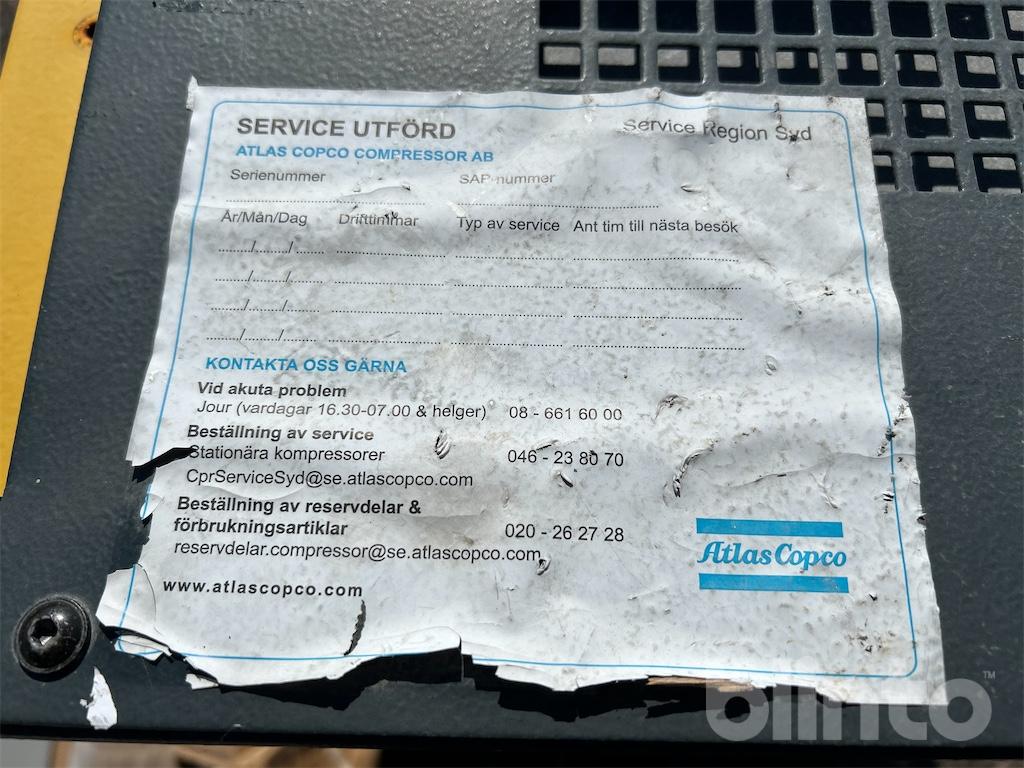 SERVICE UTFÖRD Service Region Syd
ATLAS COPCO COMPRESSOR AB
Serienummer SAP-nummer
År/Mån/Dag Drifttimmar Typ av service Ant tim till nästa besök
......../......../........
......../......../........
......../......../........
......../......../........
KONTAKTA OSS GÄRNA
Vid akuta problem
Jour (vardagar 16.30-07.00 & helger) 08 - 661 60 00
Beställning av service
Stationära kompressorer 046 - 23 80 70
CprServiceSyd@se.atlascopco.com
Beställning av reservdelar &
förbrukningsartiklar 020 - 26 27 28
reservdelar.compressor@se.atlascopco.com
Atlas Copco
www.atlascopco.com
blinto™